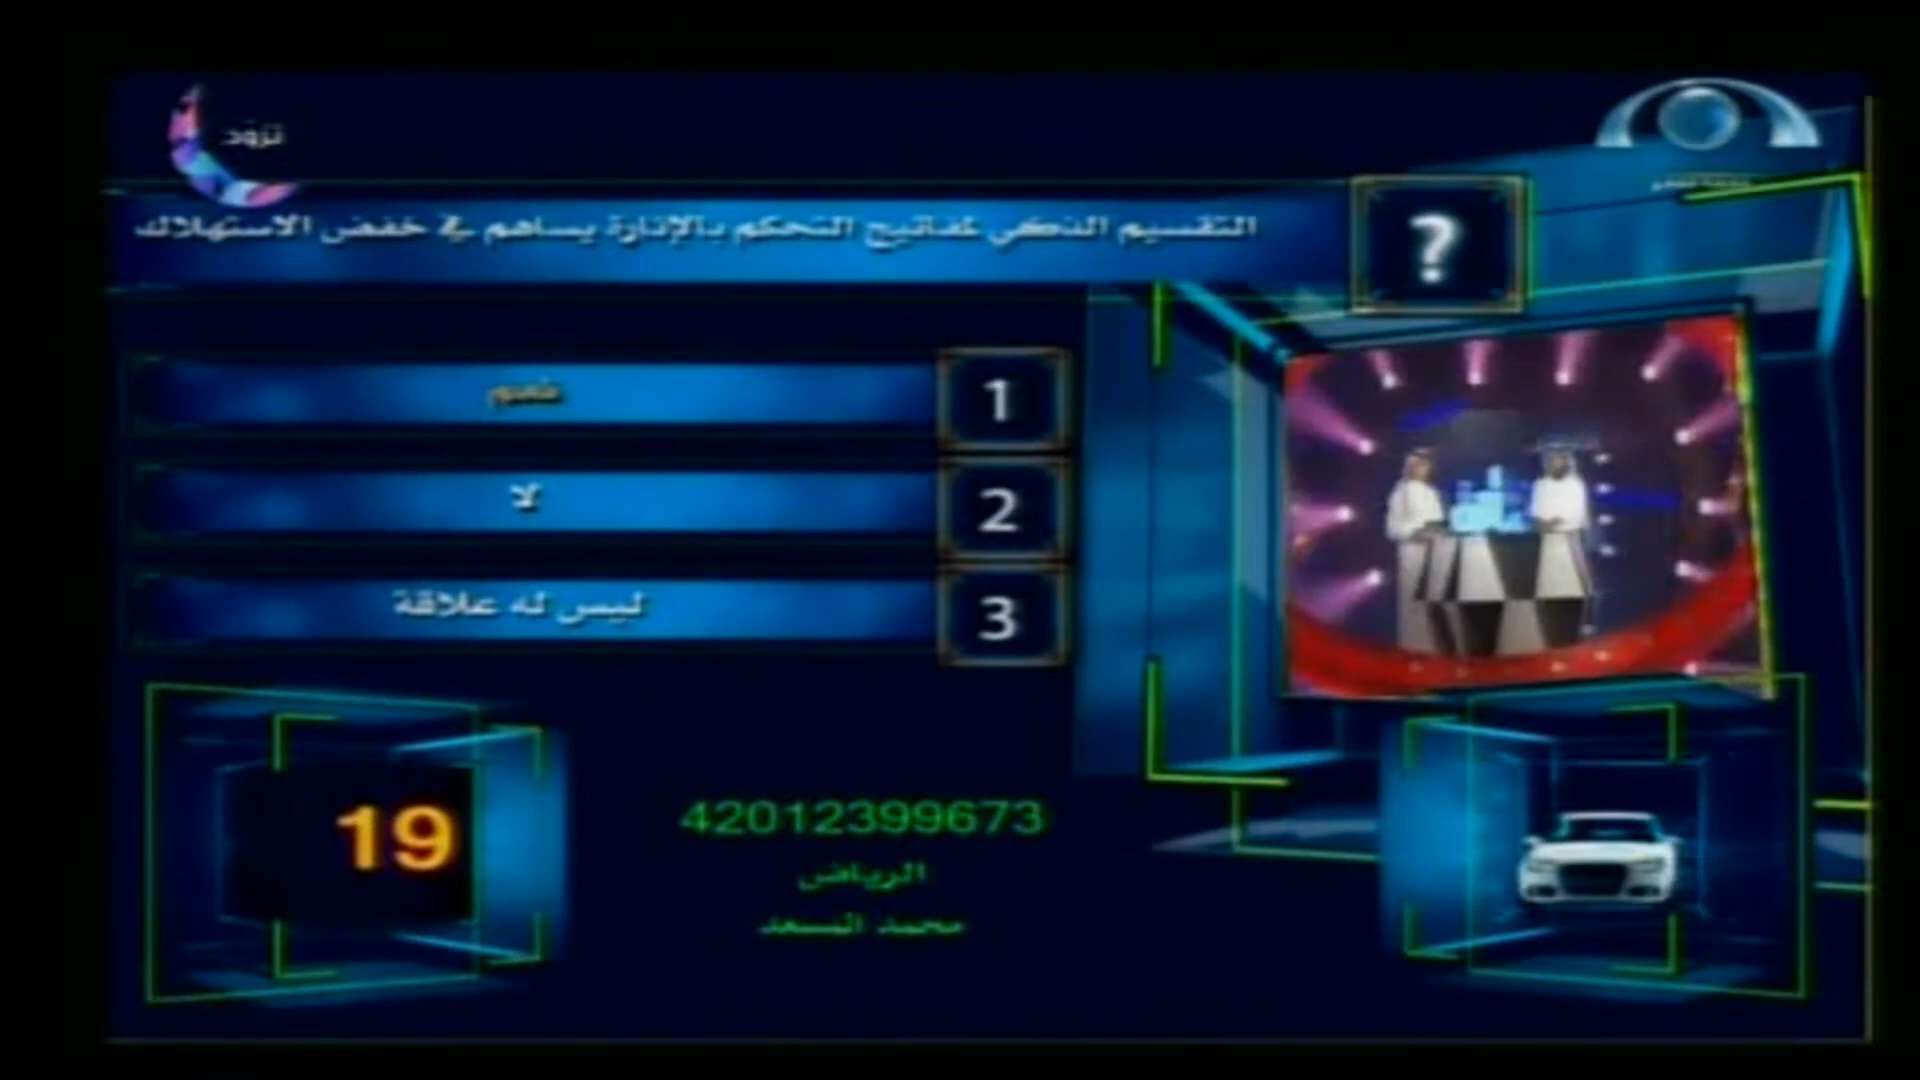 تزود
التقسيم الذكي لمفاتيح التحكم بالإنارة يساهم في خفض الاستهلاك
?
1 نعم
2 لا
3 ليس له علاقة
19
42012399673
الرياض
محمد السعد